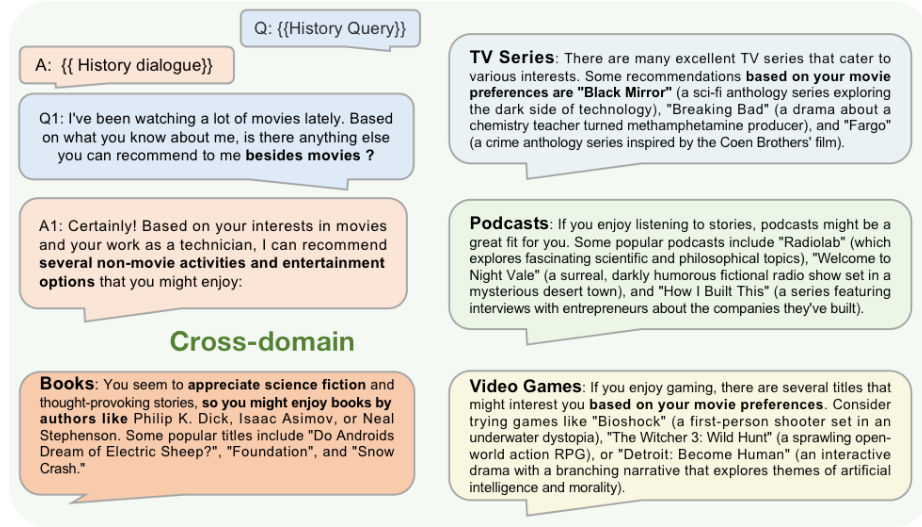 Q: {{History Query}}
A: {{ History dialogue}}
Q1: I've been watching a lot of movies lately. Based
on what you know about me, is there anything else
you can recommend to me besides movies ?
A1: Certainly! Based on your interests in movies
and your work as a technician, I can recommend
several non-movie activities and entertainment
options that you might enjoy:
Cross-domain
Books: You seem to appreciate science fiction and
thought-provoking stories, so you might enjoy books by
authors like Philip K. Dick, Isaac Asimov, or Neal
Stephenson. Some popular titles include "Do Androids
Dream of Electric Sheep?", "Foundation", and "Snow
Crash."
TV Series: There are many excellent TV series that cater to
various interests. Some recommendations based on your movie
preferences are "Black Mirror" (a sci-fi anthology series exploring
the dark side of technology), "Breaking Bad" (a drama about a
chemistry teacher turned methamphetamine producer), and "Fargo"
(a crime anthology series inspired by the Coen Brothers' film).
Podcasts: If you enjoy listening to stories, podcasts might be a
great fit for you. Some popular podcasts include "Radiolab" (which
explores fascinating scientific and philosophical topics), "Welcome to
Night Vale" (a surreal, darkly humorous fictional radio show set in a
mysterious desert town), and "How I Built This" (a series featuring
interviews with entrepreneurs about the companies they've built).
Video Games: If you enjoy gaming, there are several titles that
might interest you based on your movie preferences. Consider
trying games like "Bioshock" (a first-person shooter set in an
underwater dystopia), "The Witcher 3: Wild Hunt" (a sprawling open-
world action RPG), or "Detroit: Become Human" (an interactive
drama with a branching narrative that explores themes of artificial
intelligence and morality).